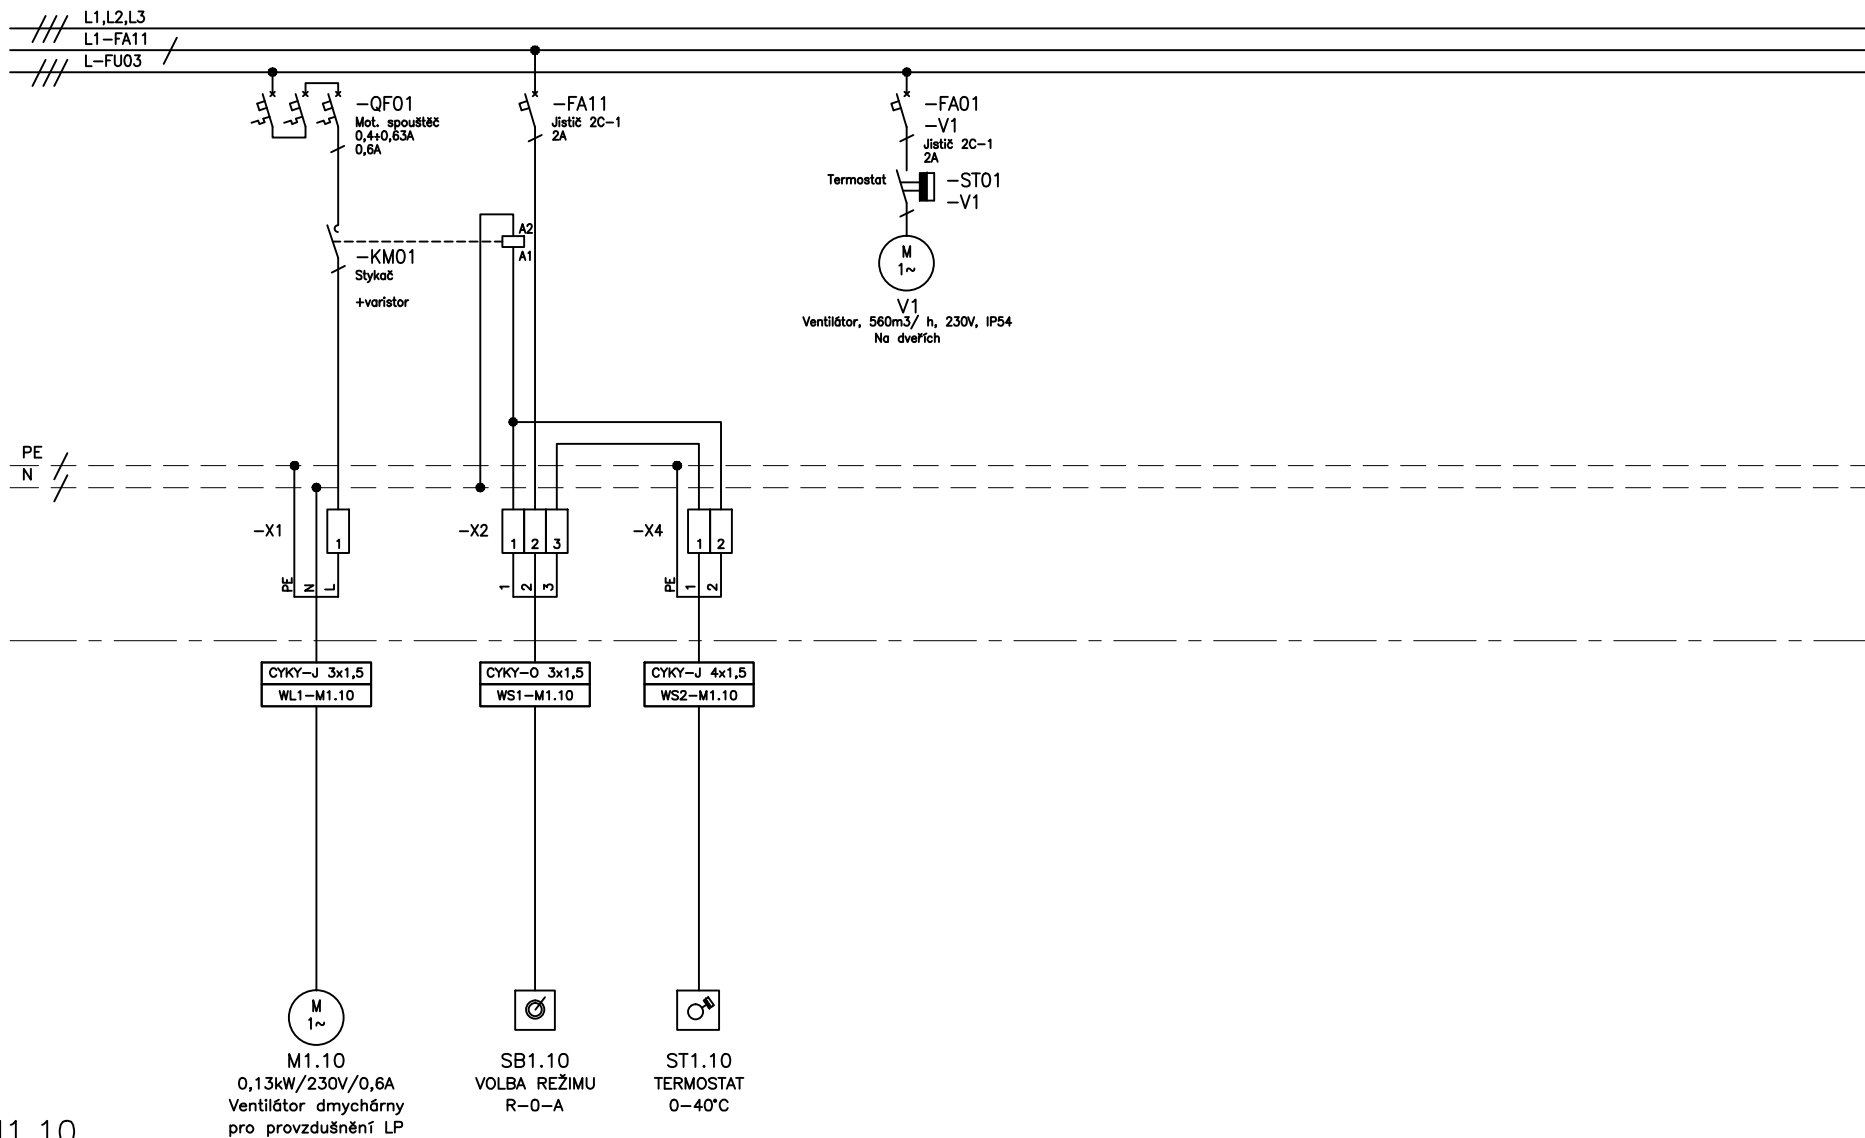 L1,L2,L3
L1-FA11
L-FU03
-QF01
Mot. spouštěč
0,4÷0,63A
0,6A
-FA11
Jistič 2C-1
2A
-FA01
-V1
Jistič 2C-1
2A
Termostat
-ST01
-V1
A2
A1
-KM01
Stykač
+varistor
M
1~
V1
Ventilátor, 560m3/ h, 230V, IP54
Na dveřích
PE
N
-X1
1
-X2
1 2 3
-X4
1 2
PE N L
1 2 3
PE 1 2
CYKY-J 3x1,5
WL1-M1.10
CYKY-O 3x1,5
WS1-M1.10
CYKY-J 4x1,5
WS2-M1.10
M
1~
M1.10
0,13kW/230V/0,6A
Ventilátor dmychárny
pro provzdušnění LP
SB1.10
VOLBA REŽIMU
R-0-A
ST1.10
TERMOSTAT
0-40°C